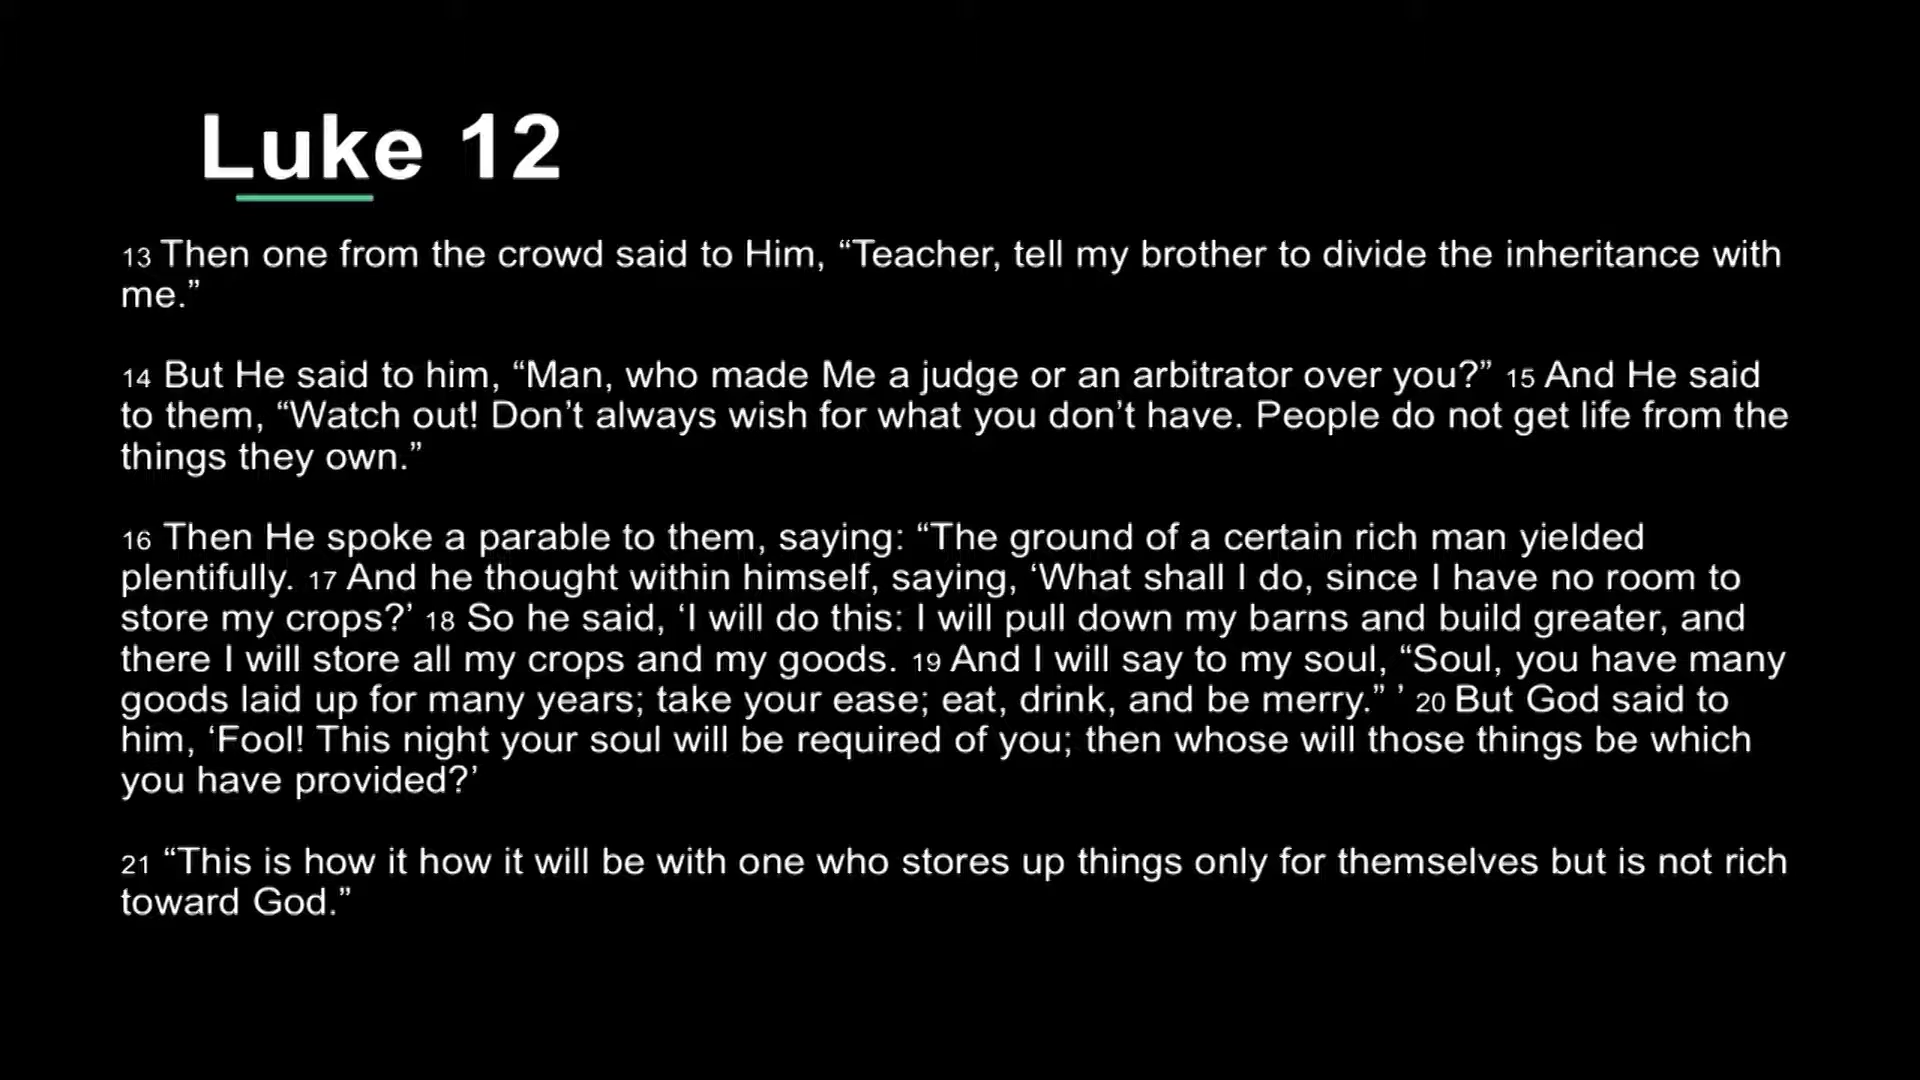 Luke 12
13 Then one from the crowd said to Him, “Teacher, tell my brother to divide the inheritance with
me.”
14 But He said to him, “Man, who made Me a judge or an arbitrator over you?” 15 And He said
to them, “Watch out! Don’t always wish for what you don’t have. People do not get life from the
things they own.”
16 Then He spoke a parable to them, saying: “The ground of a certain rich man yielded
plentifully. 17 And he thought within himself, saying, ‘What shall I do, since I have no room to
store my crops?’ 18 So he said, ‘I will do this: I will pull down my barns and build greater, and
there I will store all my crops and my goods. 19 And I will say to my soul, “Soul, you have many
goods laid up for many years; take your ease; eat, drink, and be merry.” ’ 20 But God said to
him, ‘Fool! This night your soul will be required of you; then whose will those things be which
you have provided?’
21 “This is how it how it will be with one who stores up things only for themselves but is not rich
toward God.”